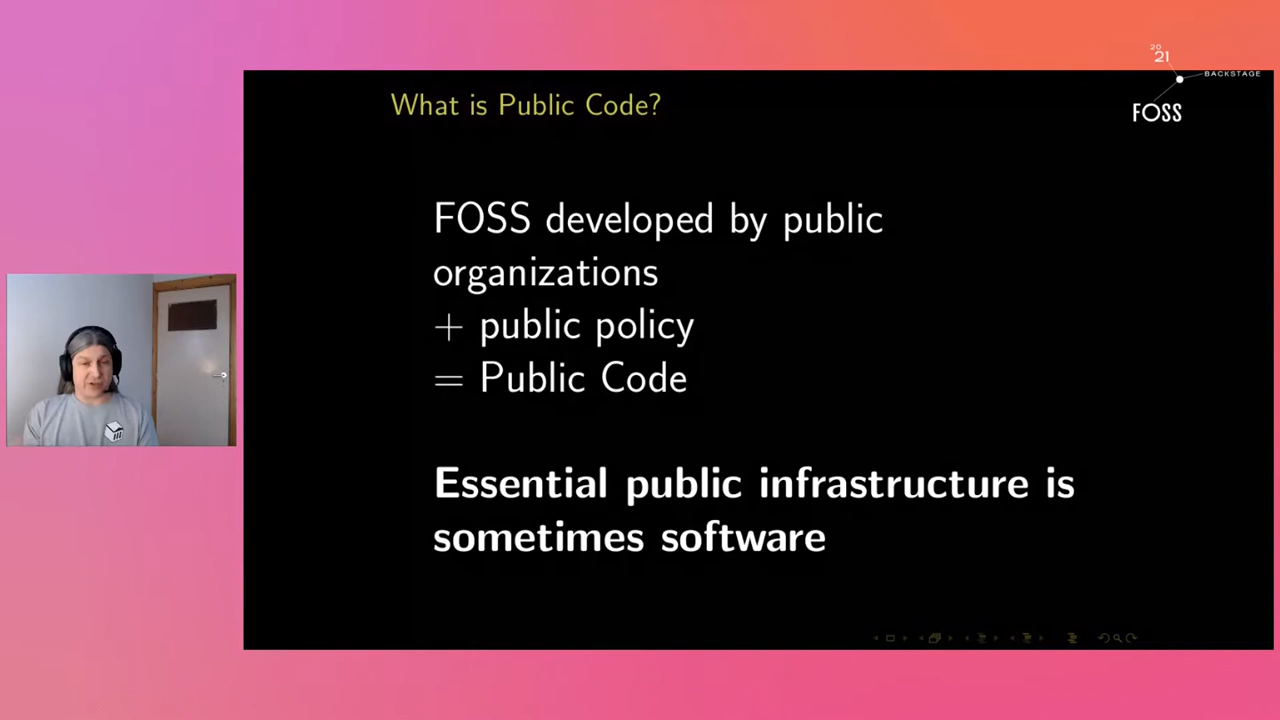 20
21
BACKSTAGE
FOSS
What is Public Code?
FOSS developed by public
organizations
+ public policy
= Public Code
Essential public infrastructure is
sometimes software